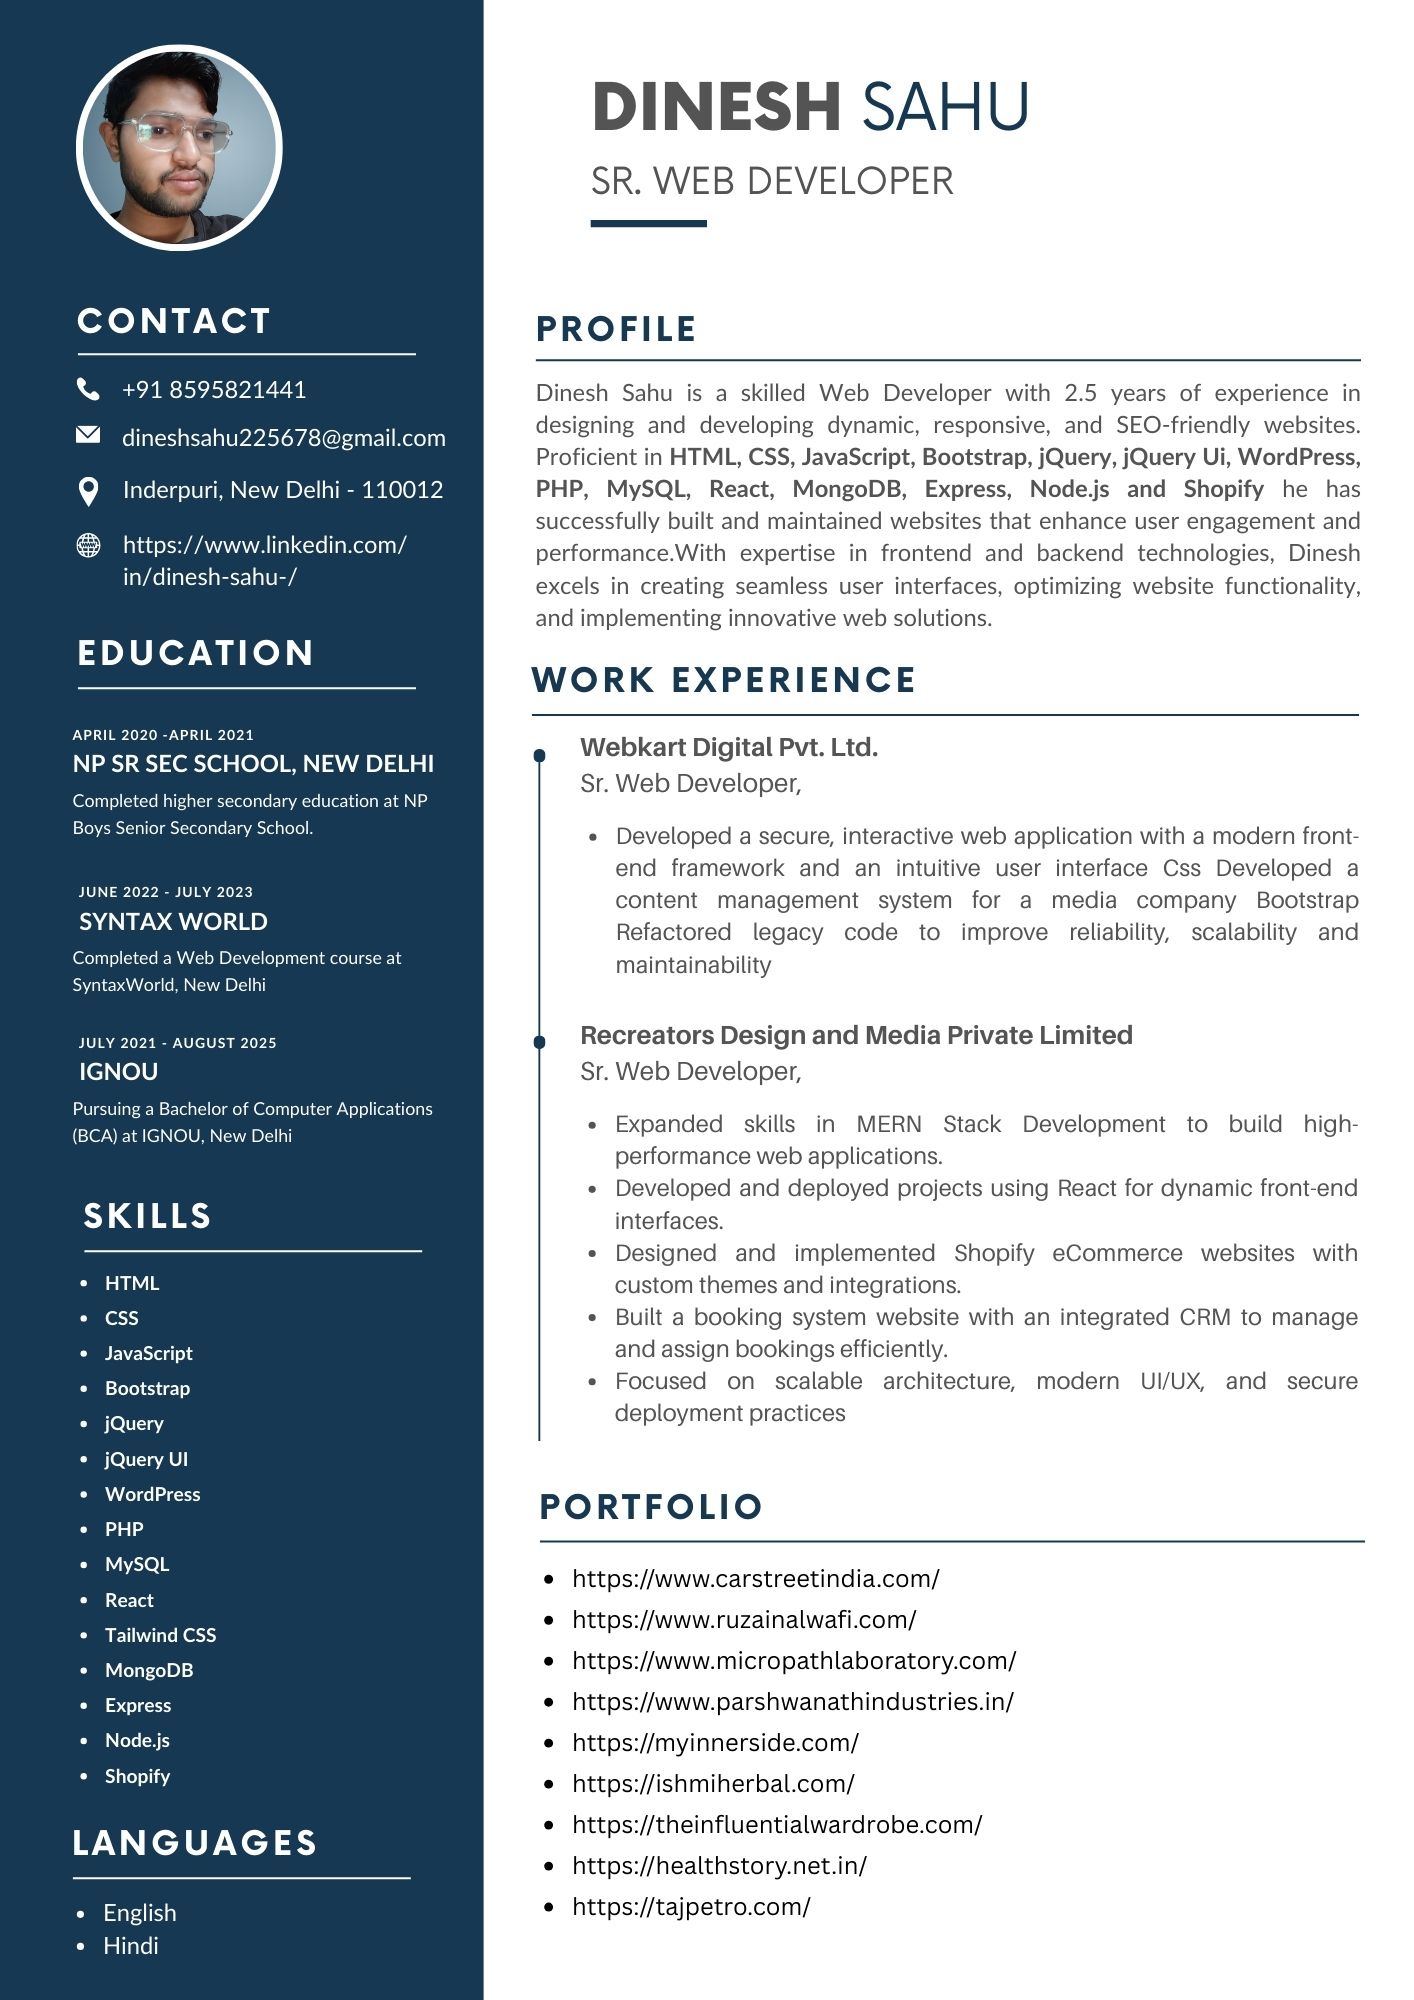 CONTACT
+91 8595821441
dineshsahu225678@gmail.com
Inderpuri, New Delhi - 110012
https://www.linkedin.com/
in/dinesh-sahu-/
EDUCATION
APRIL 2020 -APRIL 2021
NP SR SEC SCHOOL, NEW DELHI
Completed higher secondary education at NP
Boys Senior Secondary School.
JUNE 2022 - JULY 2023
SYNTAX WORLD
Completed a Web Development course at
SyntaxWorld, New Delhi
JULY 2021 - AUGUST 2025
IGNOU
Pursuing a Bachelor of Computer Applications
(BCA) at IGNOU, New Delhi
SKILLS
• HTML
• CSS
• JavaScript
• Bootstrap
• jQuery
• jQuery UI
• WordPress
• PHP
• MySQL
• React
• Tailwind CSS
• MongoDB
• Express
• Node.js
• Shopify
LANGUAGES
• English
• Hindi
DINESH SAHU
SR. WEB DEVELOPER
PROFILE
Dinesh Sahu is a skilled Web Developer with 2.5 years of experience in
designing and developing dynamic, responsive, and SEO-friendly websites.
Proficient in HTML, CSS, JavaScript, Bootstrap, jQuery, jQuery Ui, WordPress,
PHP, MySQL, React, MongoDB, Express, Node.js and Shopify he has
successfully built and maintained websites that enhance user engagement and
performance.With expertise in frontend and backend technologies, Dinesh
excels in creating seamless user interfaces, optimizing website functionality,
and implementing innovative web solutions.
WORK EXPERIENCE
Webkart Digital Pvt. Ltd.
Sr. Web Developer,
• Developed a secure, interactive web application with a modern front-
end framework and an intuitive user interface Css Developed a
content management system for a media company Bootstrap
Refactored legacy code to improve reliability, scalability and
maintainability
Recreators Design and Media Private Limited
Sr. Web Developer,
• Expanded skills in MERN Stack Development to build high-
performance web applications.
• Developed and deployed projects using React for dynamic front-end
interfaces.
• Designed and implemented Shopify eCommerce websites with
custom themes and integrations.
• Built a booking system website with an integrated CRM to manage
and assign bookings efficiently.
• Focused on scalable architecture, modern UI/UX, and secure
deployment practices
PORTFOLIO
• https://www.carstreetindia.com/
• https://www.ruzainalwafi.com/
• https://www.micropathlaboratory.com/
• https://www.parshwanathindustries.in/
• https://myinnerside.com/
• https://ishmiherbal.com/
• https://theinfluentialwardrobe.com/
• https://healthstory.net.in/
• https://tajpetro.com/